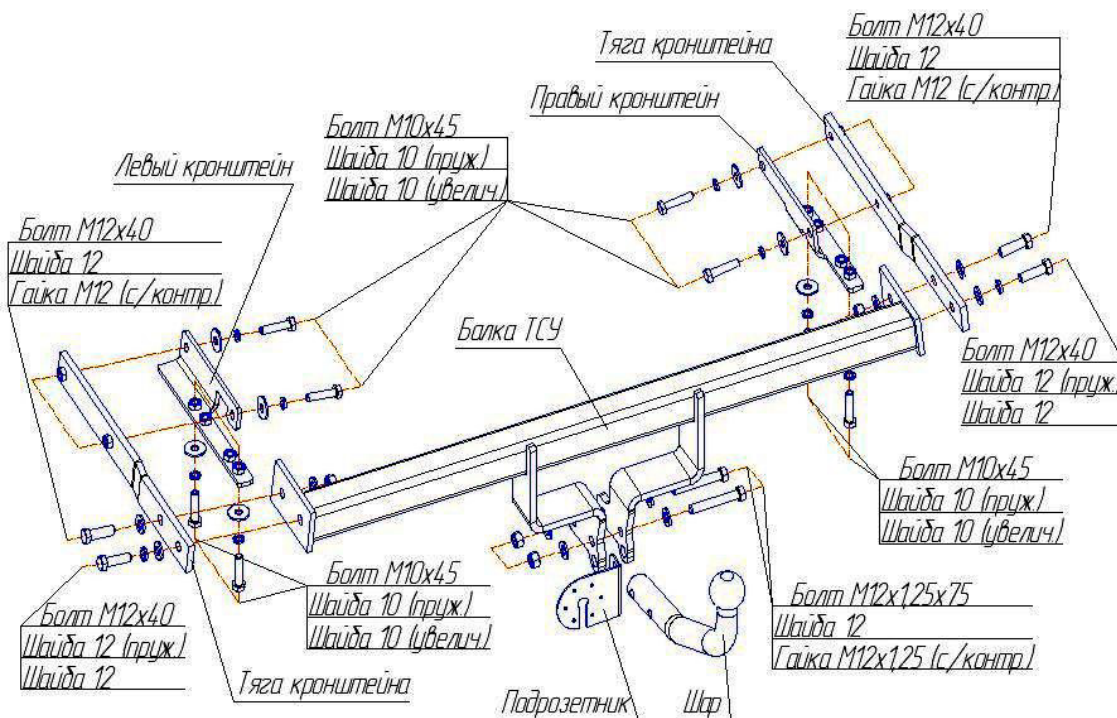 Болт М12х40
Шайба 12
Гайка М12 (с/контр.)
Тяга кронштейна
Правый кронштейн
Болт М10х45
Шайба 10 (пруж.)
Шайба 10 (увелич.)
Левый кронштейн
Болт М12х40
Шайба 12
Гайка М12 (с/контр.)
Балка ТСУ
Болт М12х40
Шайба 12 (пруж.)
Шайба 12
Болт М10х45
Шайба 10 (пруж.)
Шайба 10 (увелич.)
Болт М10х45
Шайба 10 (пруж.)
Шайба 10 (увелич.)
Болт М12х1,25х75
Шайба 12
Гайка М12х1,25 (с/контр.)
Болт М12х40
Шайба 12 (пруж.)
Шайба 12
Тяга кронштейна
Подрозетник
Шар